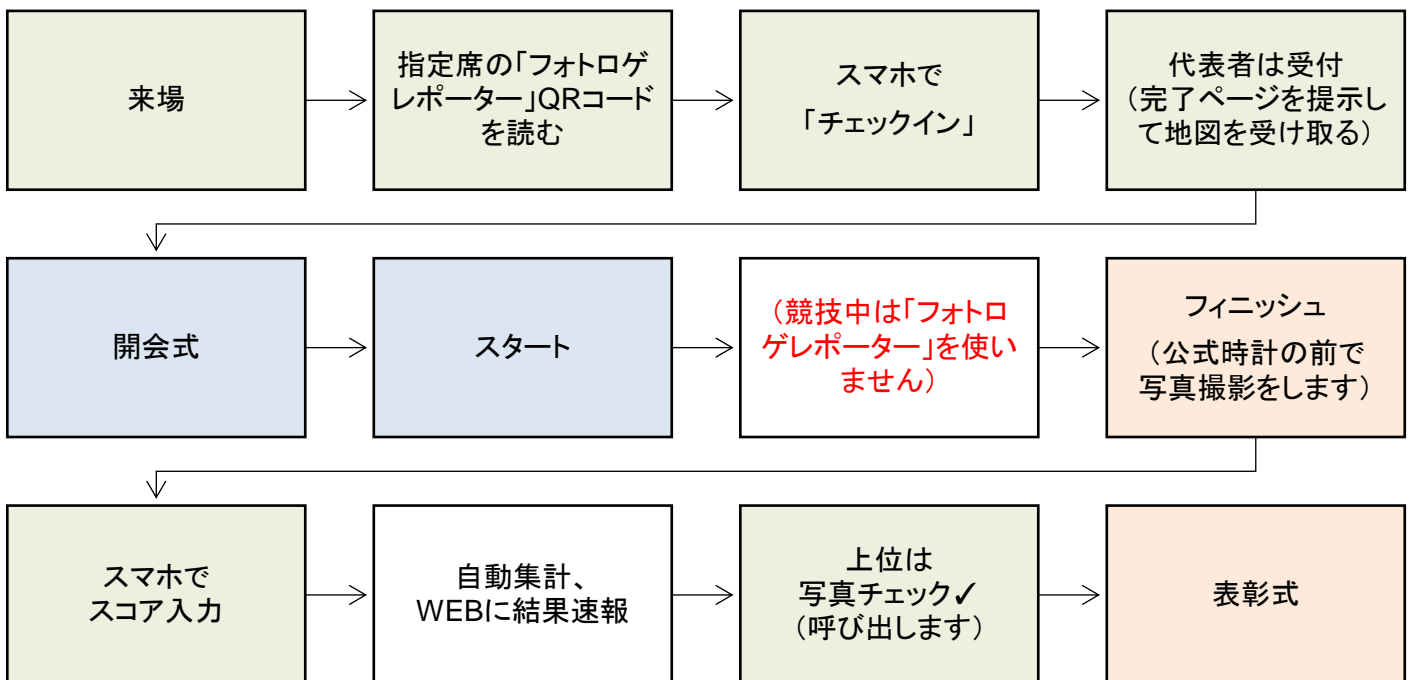 来場
指定席の「フォトロゲ
レポーター」QRコード
を読む
スマホで
「チェックイン」
代表者は受付
（完了ページを提示し
て地図を受け取る）
開会式
スタート
（競技中は「フォトロ
ゲレポーター」を使い
ません）
フィニッシュ
（公式時計の前で
写真撮影をします）
スマホで
スコア入力
自動集計、
WEBに結果速報
上位は
写真チェック✓
（呼び出します）
表彰式